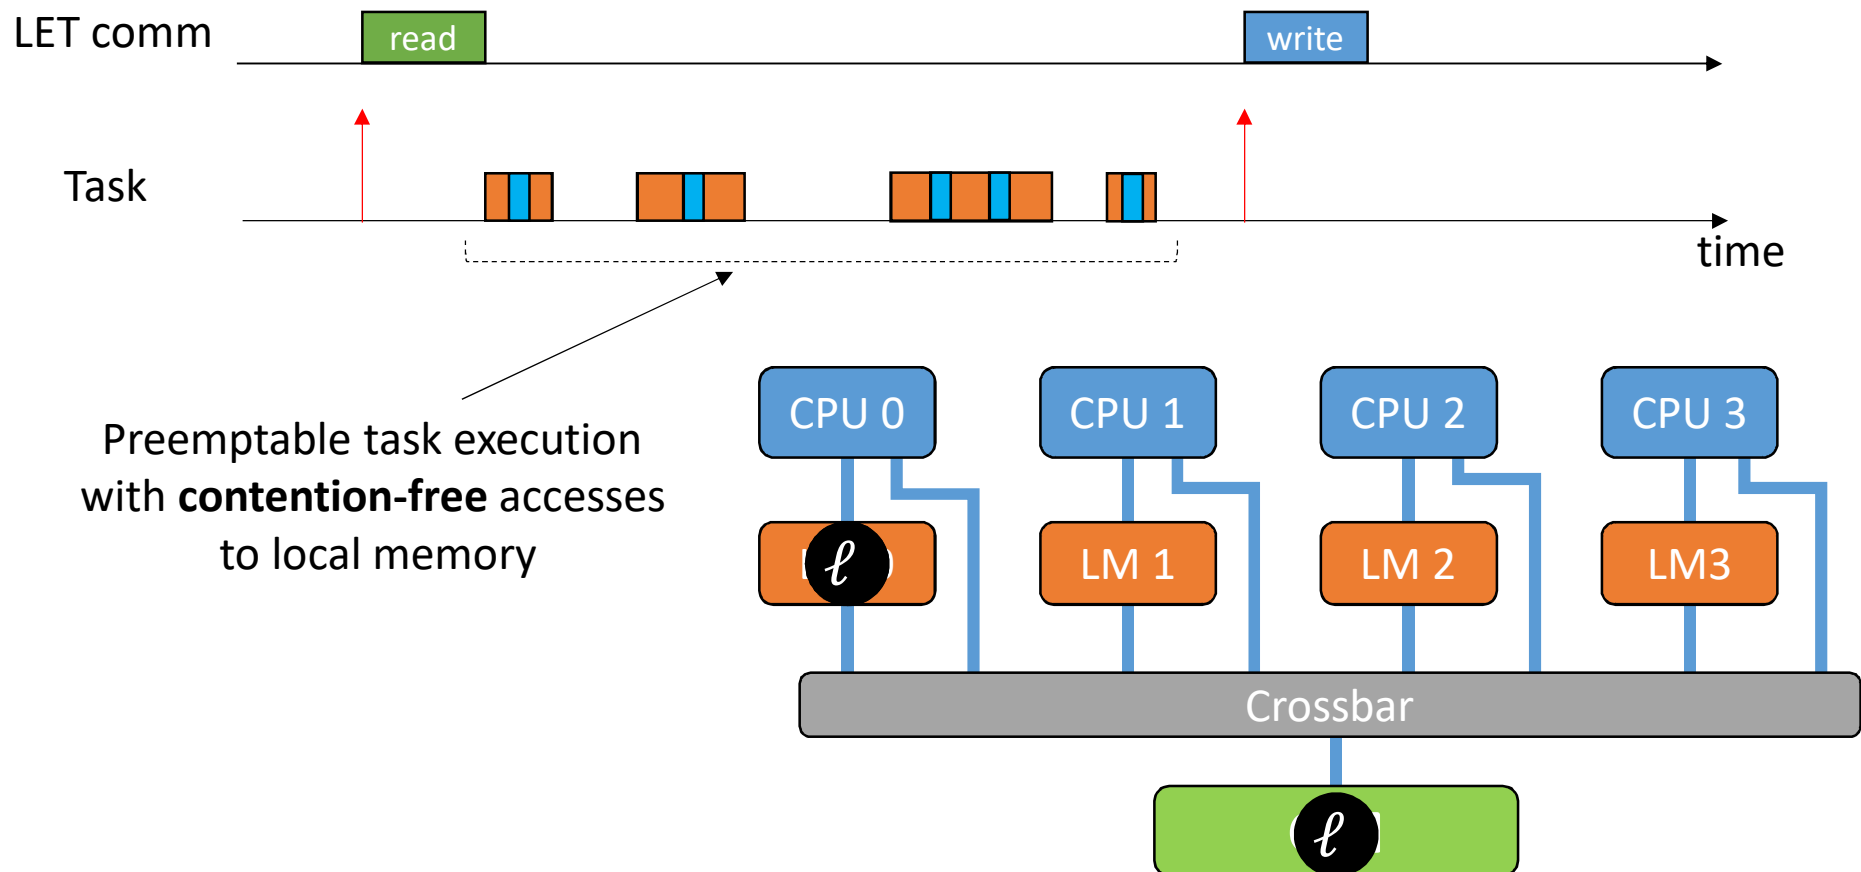 LET comm
read
write
Task
time
Preemptable task execution
with contention-free accesses
to local memory
CPU 0
CPU 1
CPU 2
CPU 3
ℓ
LM 1
LM 2
LM3
Crossbar
ℓ